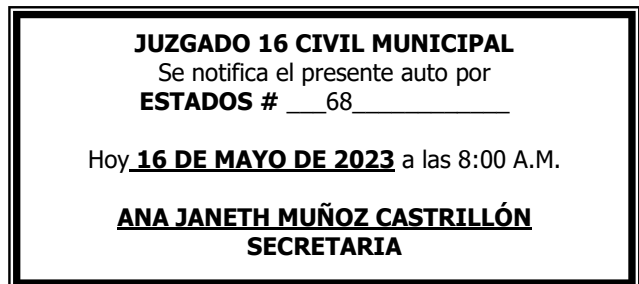 JUZGADO 16 CIVIL MUNICIPAL
Se notifica el presente auto por
ESTADOS # ___68____________
Hoy 16 DE MAYO DE 2023 a las 8:00 A.M.
ANA JANETH MUÑOZ CASTRILLÓN
SECRETARIA